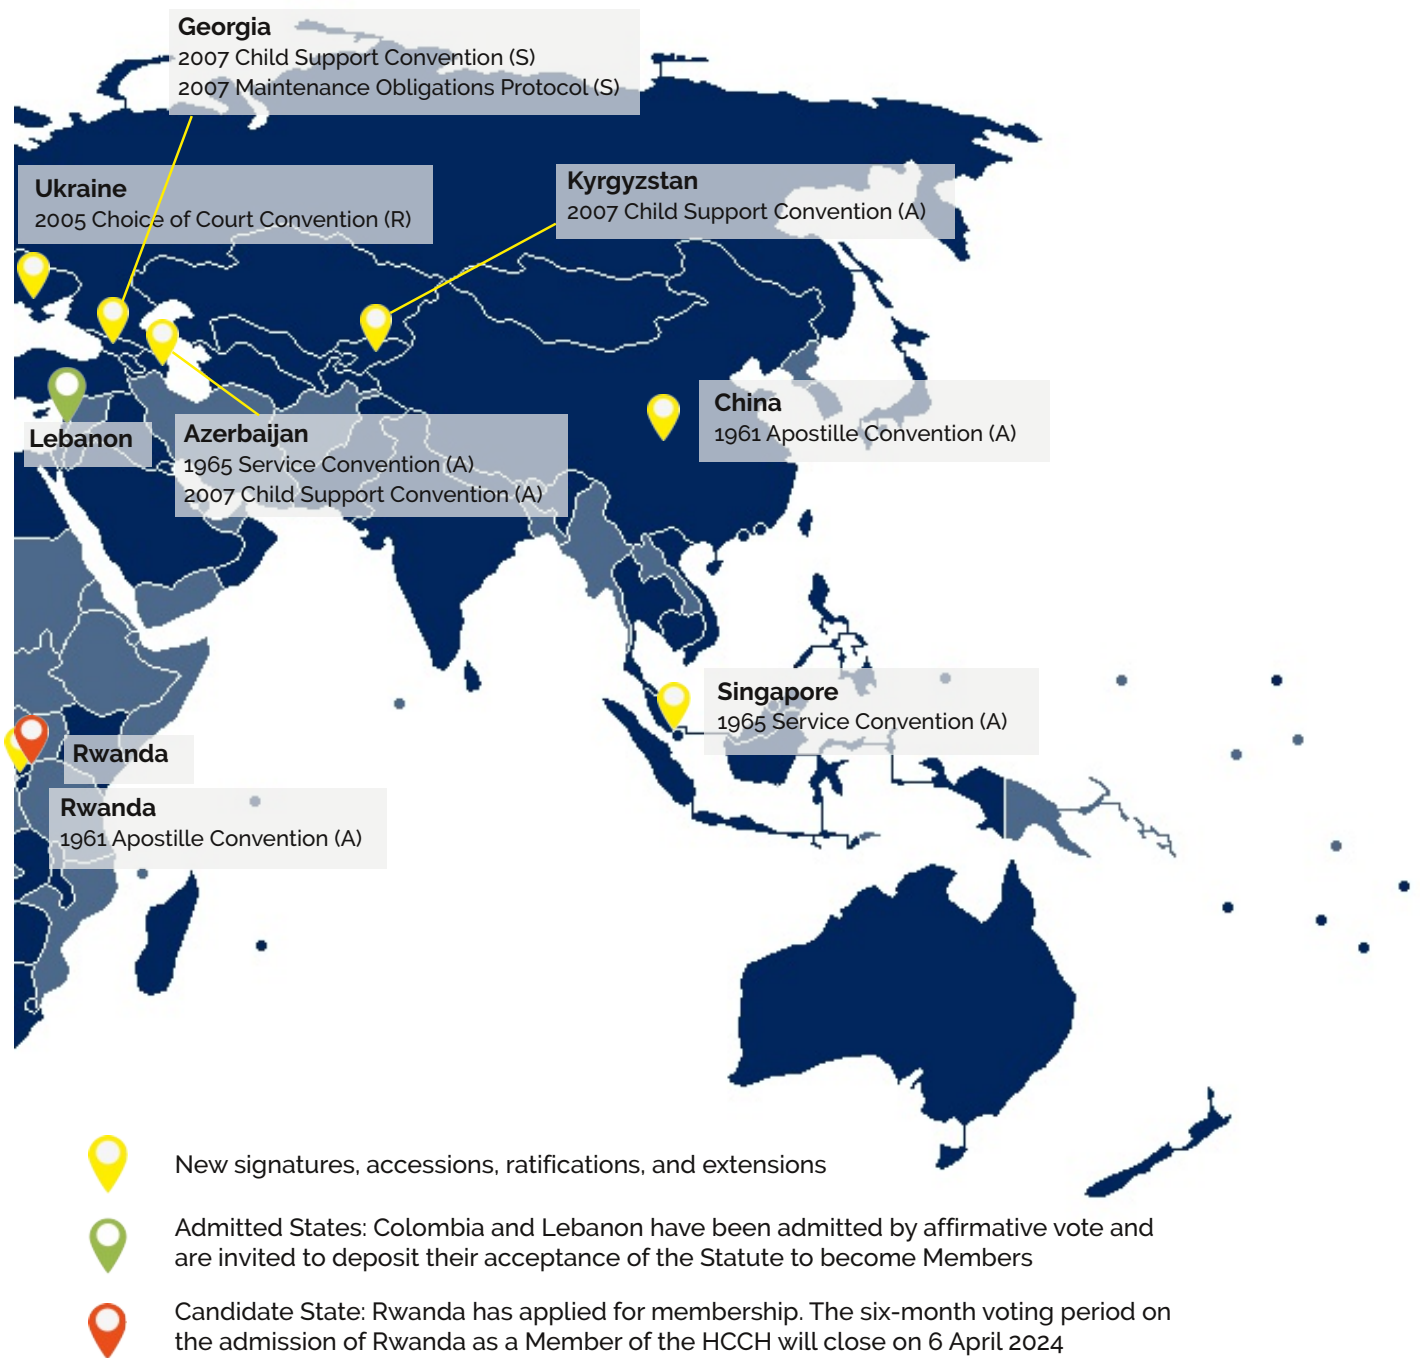 Georgia
2007 Child Support Convention (S)
2007 Maintenance Obligations Protocol (S)
Ukraine
2005 Choice of Court Convention (R)
Kyrgyzstan
2007 Child Support Convention (A)
China
1961 Apostille Convention (A)
Lebanon
Azerbaijan
1965 Service Convention (A)
2007 Child Support Convention (A)
Singapore
1965 Service Convention (A)
Rwanda
Rwanda
1961 Apostille Convention (A)
New signatures, accessions, ratifications, and extensions
Admitted States: Colombia and Lebanon have been admitted by affirmative vote and
are invited to deposit their acceptance of the Statute to become Members
Candidate State: Rwanda has applied for membership. The six-month voting period on
the admission of Rwanda as a Member of the HCCH will close on 6 April 2024